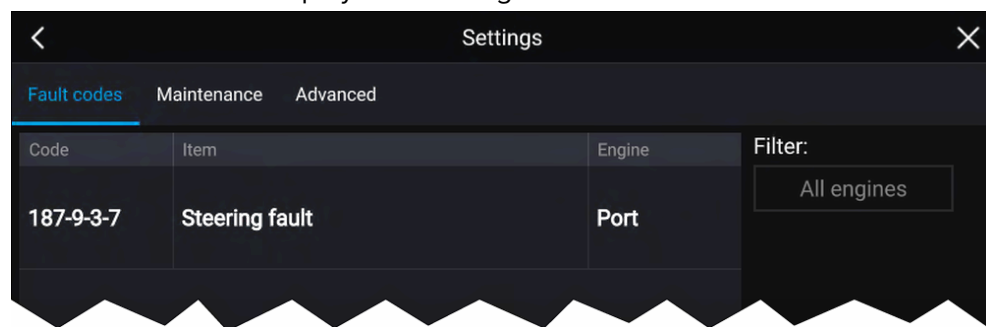 Settings
Fault codes Maintenance Advanced
Code Item Engine Filter:
All engines
187-9-3-7 Steering fault Port